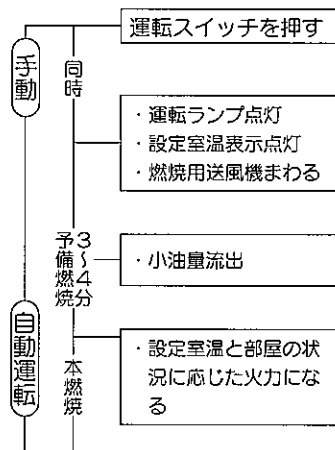 運転スイッチを押す
手動
同時
・運転ランプ点灯
・設定室温表示点灯
・燃焼用送風機まわる
3〜4分
予備燃焼
・小油量流出
自動運転
本燃焼
・設定室温と部屋の状
況に応じた火力にな
る